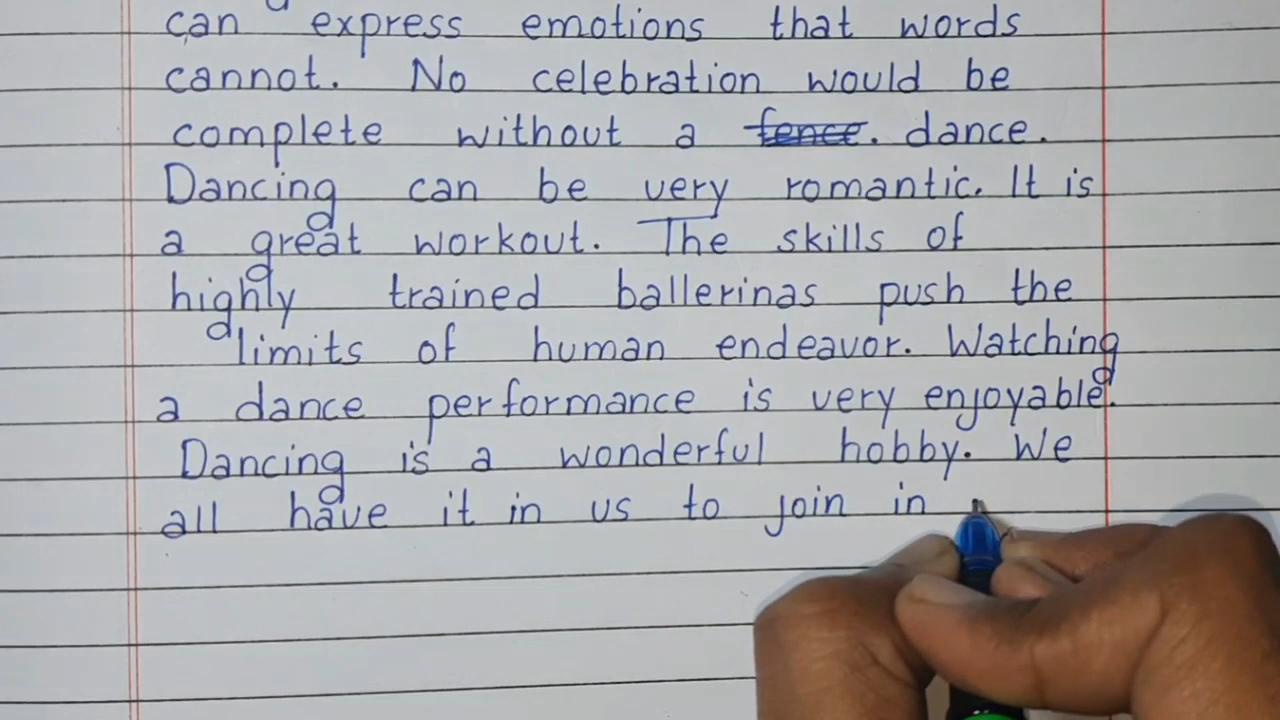 can express emotions that words
cannot. No celebration would be
complete without a fence. dance.
Dancing can be very romantic. It is
a great workout. The skills of
highly trained ballerinas push the
limits of human endeavor. Watching
a dance performance is very enjoyable.
Dancing is a wonderful hobby. We
all have it in us to join in